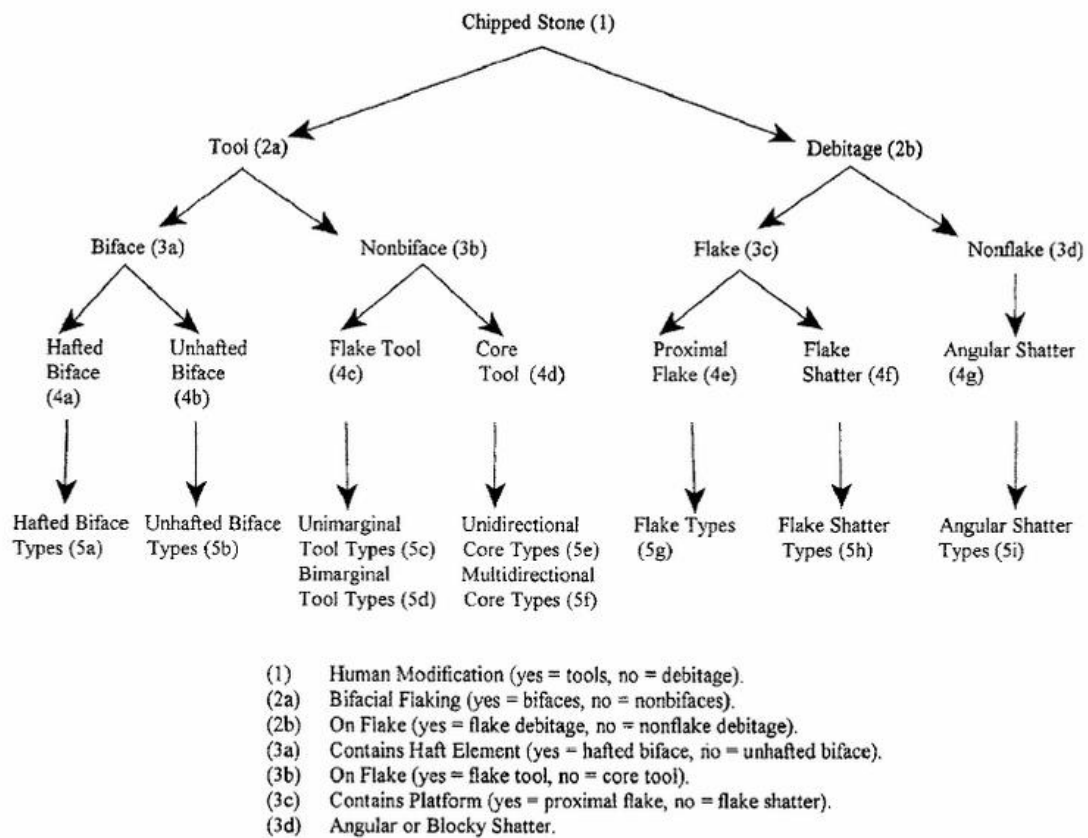 Chipped Stone (1)
Tool (2a)
Debitage (2b)
Biface (3a)
Nonbiface (3b)
Flake (3c)
Nonflake (3d)
Hafted
Biface
(4a)
Unhafted
Biface
(4b)
Flake Tool
(4c)
Core
Tool (4d)
Proximal
Flake (4e)
Flake
Shatter (4f)
Angular Shatter
(4g)
Hafted Biface
Types (5a)
Unhafted Biface
Types (5b)
Unimarginal
Tool Types (5c)
Bimarginal
Tool Types (5d)
Unidirectional
Core Types (5e)
Multidirectional
Core Types (5f)
Flake Types
(5g)
Flake Shatter
Types (5h)
Angular Shatter
Types (5i)
(1) Human Modification (yes = tools, no = debitage).
(2a) Bifacial Flaking (yes = bifaces, no = nonbifaces).
(2b) On Flake (yes = flake debitage, no = nonflake debitage).
(3a) Contains Haft Element (yes = hafted biface, no = unhafted biface).
(3b) On Flake (yes = flake tool, no = core tool).
(3c) Contains Platform (yes = proximal flake, no = flake shatter).
(3d) Angular or Blocky Shatter.